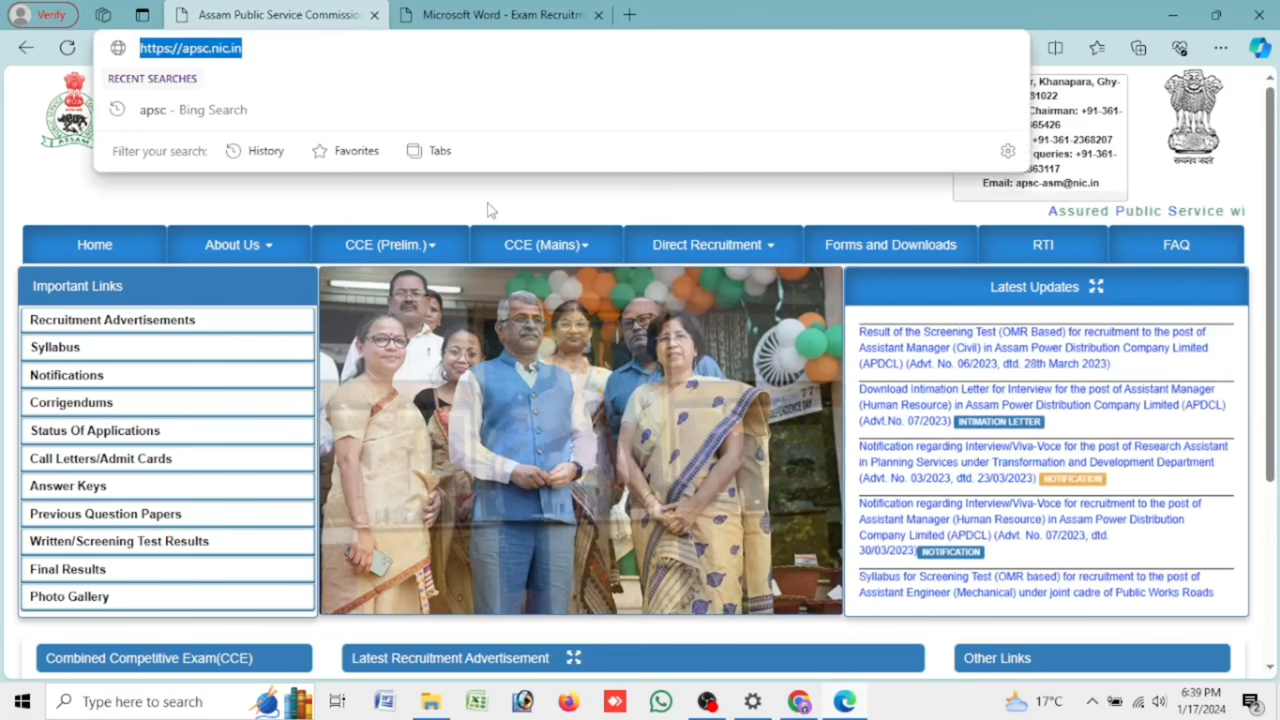 Verify
Assam Public Service Commissio
Microsoft Word - Exam Recruitm
https://apsc.nic.in
RECENT SEARCHES
apsc - Bing Search
Filter your search:
History
Favorites
Tabs
r, Khanapara, Ghy-
81022
Chairman: +91-361-
365426
+91-361-2368207
queries: +91-361-
363117
Email: apsc-asm@nic.in
सत्यमेव जयते
Assured Public Service wi
Home
About Us
CCE (Prelim.)
CCE (Mains)
Direct Recruitment
Forms and Downloads
RTI
FAQ
Important Links
Recruitment Advertisements
Syllabus
Notifications
Corrigendums
Status Of Applications
Call Letters/Admit Cards
Answer Keys
Previous Question Papers
Written/Screening Test Results
Final Results
Photo Gallery
77
Latest Updates
Result of the Screening Test (OMR Based) for recruitment to the post of
Assistant Manager (Civil) in Assam Power Distribution Company Limited
(APDCL) (Advt. No. 06/2023, dtd. 28th March 2023)
Download Intimation Letter for Interview for the post of Assistant Manager
(Human Resource) in Assam Power Distribution Company Limited (APDCL)
(Advt.No. 07/2023) INTIMATION LETTER
Notification regarding Interview/Viva-Voce for the post of Research Assistant
in Planning Services under Transformation and Development Department
(Advt. No. 03/2023, dtd. 23/03/2023) NOTIFICATION
Notification regarding Interview/Viva-Voce for recruitment to the post of
Assistant Manager (Human Resource) in Assam Power Distribution
Company Limited (APDCL) (Advt. No. 07/2023, dtd.
30/03/2023) NOTIFICATION
Syllabus for Screening Test (OMR based) for recruitment to the post of
Assistant Engineer (Mechanical) under joint cadre of Public Works Roads
Combined Competitive Exam(CCE)
Latest Recruitment Advertisement
Other Links
Type here to search
17°C
6:39 PM
1/17/2024
2